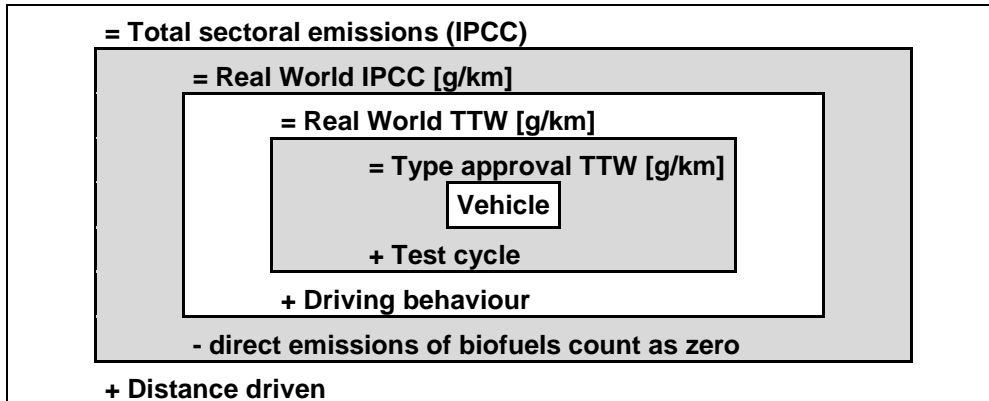 = Total sectoral emissions (IPCC)
= Real World IPCC [g/km]
= Real World TTW [g/km]
= Type approval TTW [g/km]
Vehicle
+ Test cycle
+ Driving behaviour
- direct emissions of biofuels count as zero
+ Distance driven